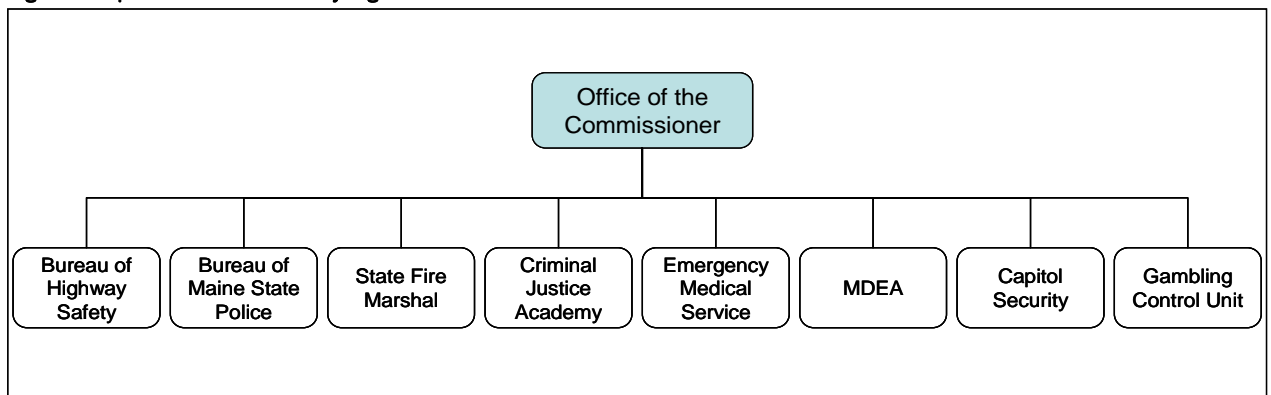 Office of the
Commissioner
Bureau of
Highway
Safety
Bureau of
Maine State
Police
State Fire
Marshal
Criminal
Justice
Academy
Emergency
Medical
Service
MDEA
Capitol
Security
Gambling
Control Unit